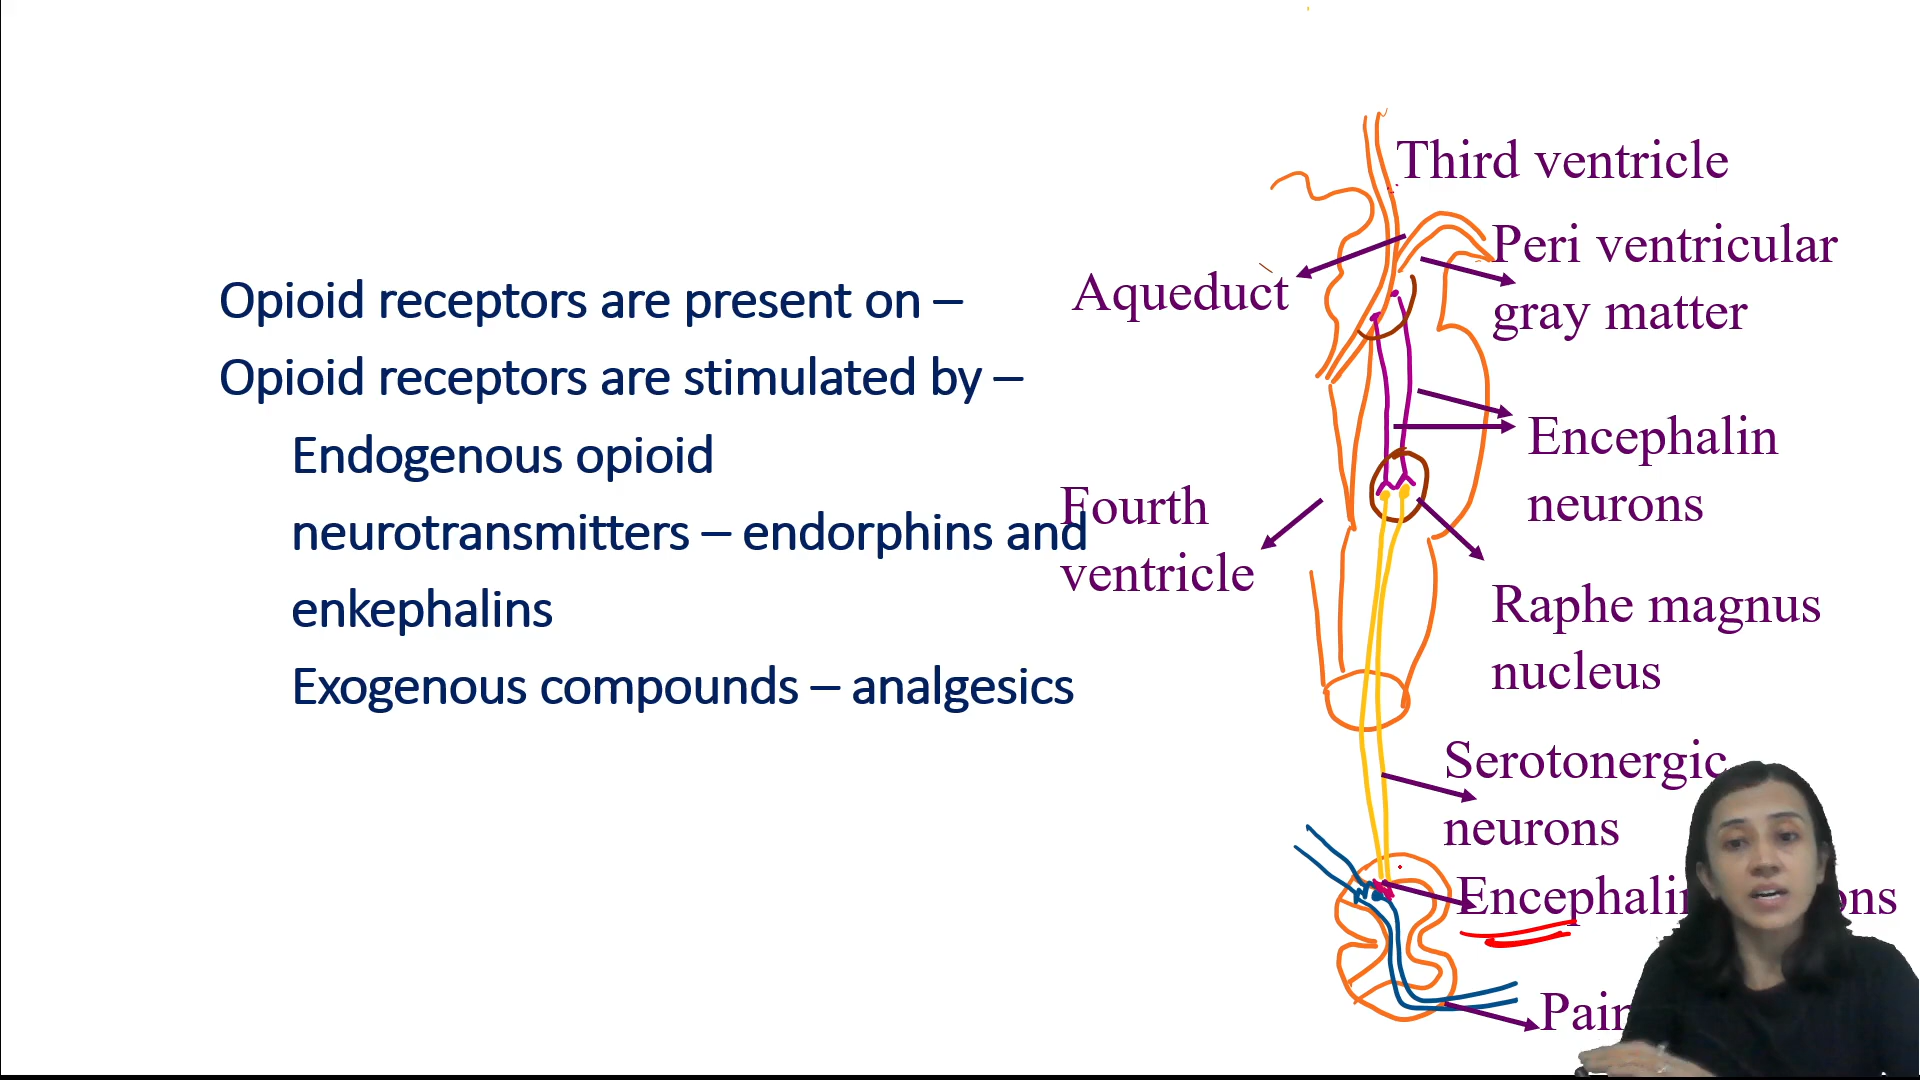 Opioid receptors are present on –
Opioid receptors are stimulated by –
Endogenous opioid
neurotransmitters – endorphins and
enkephalins
Exogenous compounds – analgesics
Third ventricle
Peri ventricular
gray matter
Aqueduct
Encephalin
neurons
Fourth
ventricle
Raphe magnus
nucleus
Serotonergic
neurons